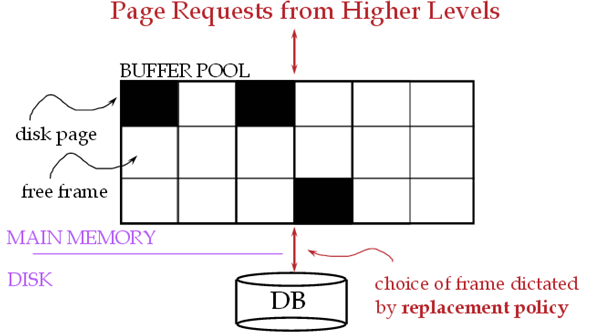 Page Requests from Higher Levels
BUFFER POOL
disk page
free frame
MAIN MEMORY
DISK
DB
choice of frame dictated
by replacement policy